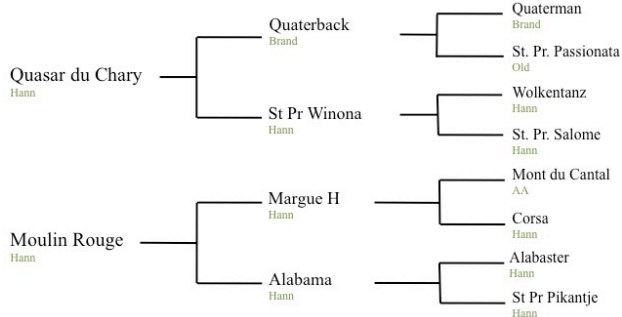 Quasar du Chary
Hann
Quaterback
Brand
Quaterman
Brand
St. Pr. Passionata
Old
St Pr Winona
Hann
Wolkentanz
Hann
St. Pr. Salome
Hann
Moulin Rouge
Hann
Margue H
Hann
Mont du Cantal
AA
Corsa
Hann
Alabama
Hann
Alabaster
Hann
St Pr Pikantje
Hann